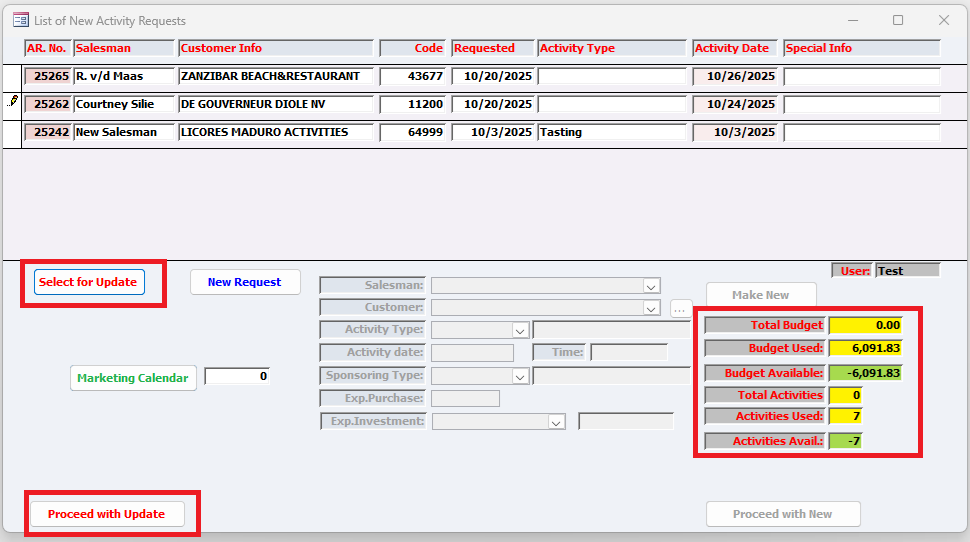 List of New Activity Requests
AR. No. Salesman Customer Info Code Requested Activity Type Activity Date Special Info
25265 R. v/d Maas ZANZIBAR BEACH&RESTAURANT 43677 10/20/2025 10/26/2025
25262 Courtney Silie DE GOUVERNEUR DIOLE NV 11200 10/20/2025 10/24/2025
25242 New Salesman LICORES MADURO ACTIVITIES 64999 10/3/2025 Tasting 10/3/2025
User: Test
Select for Update New Request Salesman: Make New
Customer: ...
Total Budget 0.00
Activity Type:
Budget Used: 6,091.83
Activity date: Time:
Marketing Calendar 0 Sponsoring Type: Budget Available: -6,091.83
Exp.Purchase: Total Activities 0
Exp.Investment: Activities Used: 7
Activities Avail.: -7
Proceed with Update Proceed with New